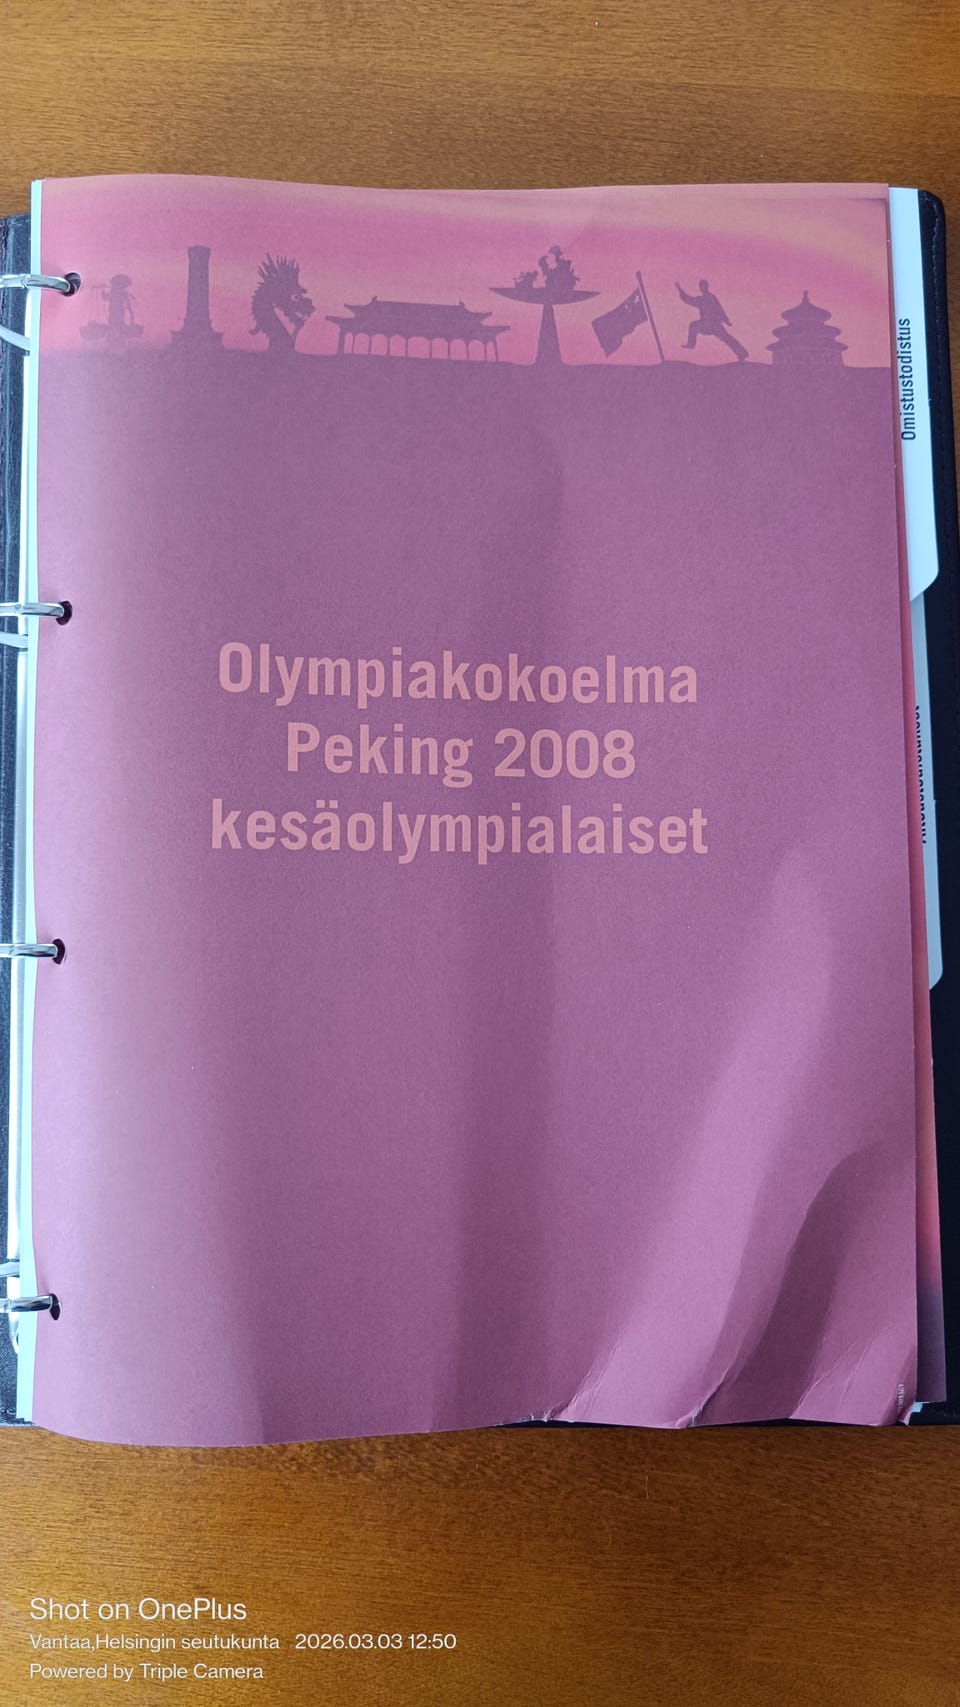 Omistustodistus
Olympiakokoelma
Peking 2008
kesäolympialaiset
Shot on OnePlus
Vantaa,Helsingin seutukunta 2026.03.03 12:50
Powered by Triple Camera